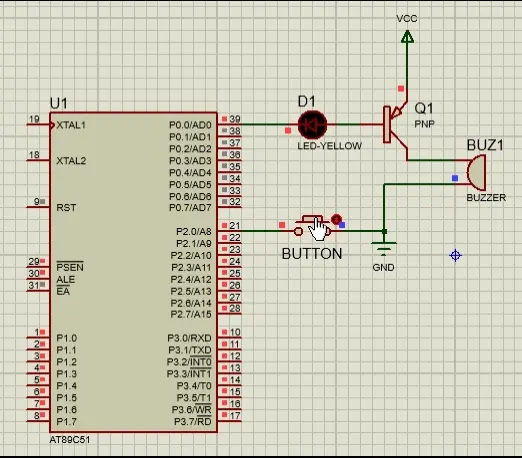 VCC
U1
D1
Q1
19
XTAL1
P0.0/AD0
39
P0.1/AD1
38
LED-YELLOW
PNP
P0.2/AD2
37
18
XTAL2
P0.3/AD3
36
P0.4/AD4
35
BUZ1
P0.5/AD5
34
P0.6/AD6
33
9
RST
P0.7/AD7
32
BUZZER
P2.0/A8
21
P2.1/A9
22
BUTTON
P2.2/A10
23
29
PSEN
P2.3/A11
24
GND
30
ALE
P2.4/A12
25
31
EA
P2.5/A13
26
P2.6/A14
27
P2.7/A15
28
1
P1.0
P3.0/RXD
10
2
P1.1
P3.1/TXD
11
3
P1.2
P3.2/INT0
12
4
P1.3
P3.3/INT1
13
5
P1.4
P3.4/T0
14
6
P1.5
P3.5/T1
15
7
P1.6
P3.6/WR
16
8
P1.7
P3.7/RD
17
AT89C51